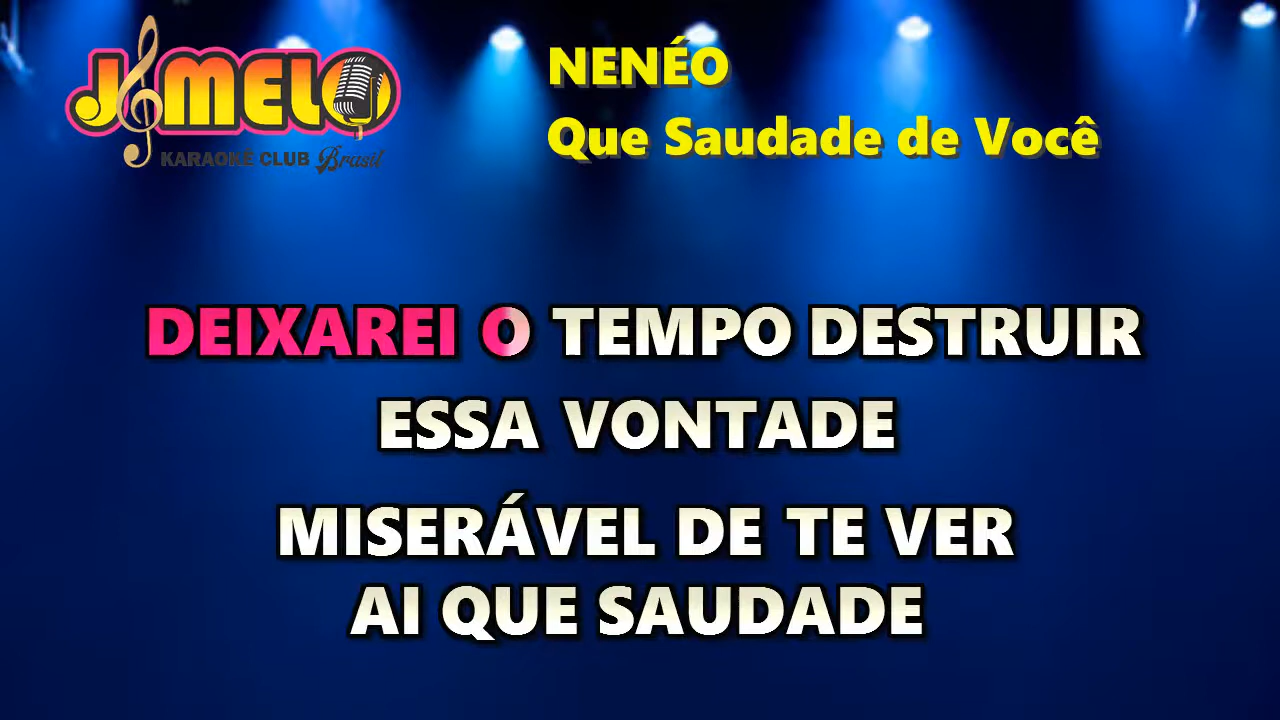 JAMELO
KARAOKÊ CLUB Brasil
NENÉO
Que Saudade de Você
DEIXAREI O TEMPO DESTRUIR
ESSA VONTADE
MISERÁVEL DE TE VER
AI QUE SAUDADE